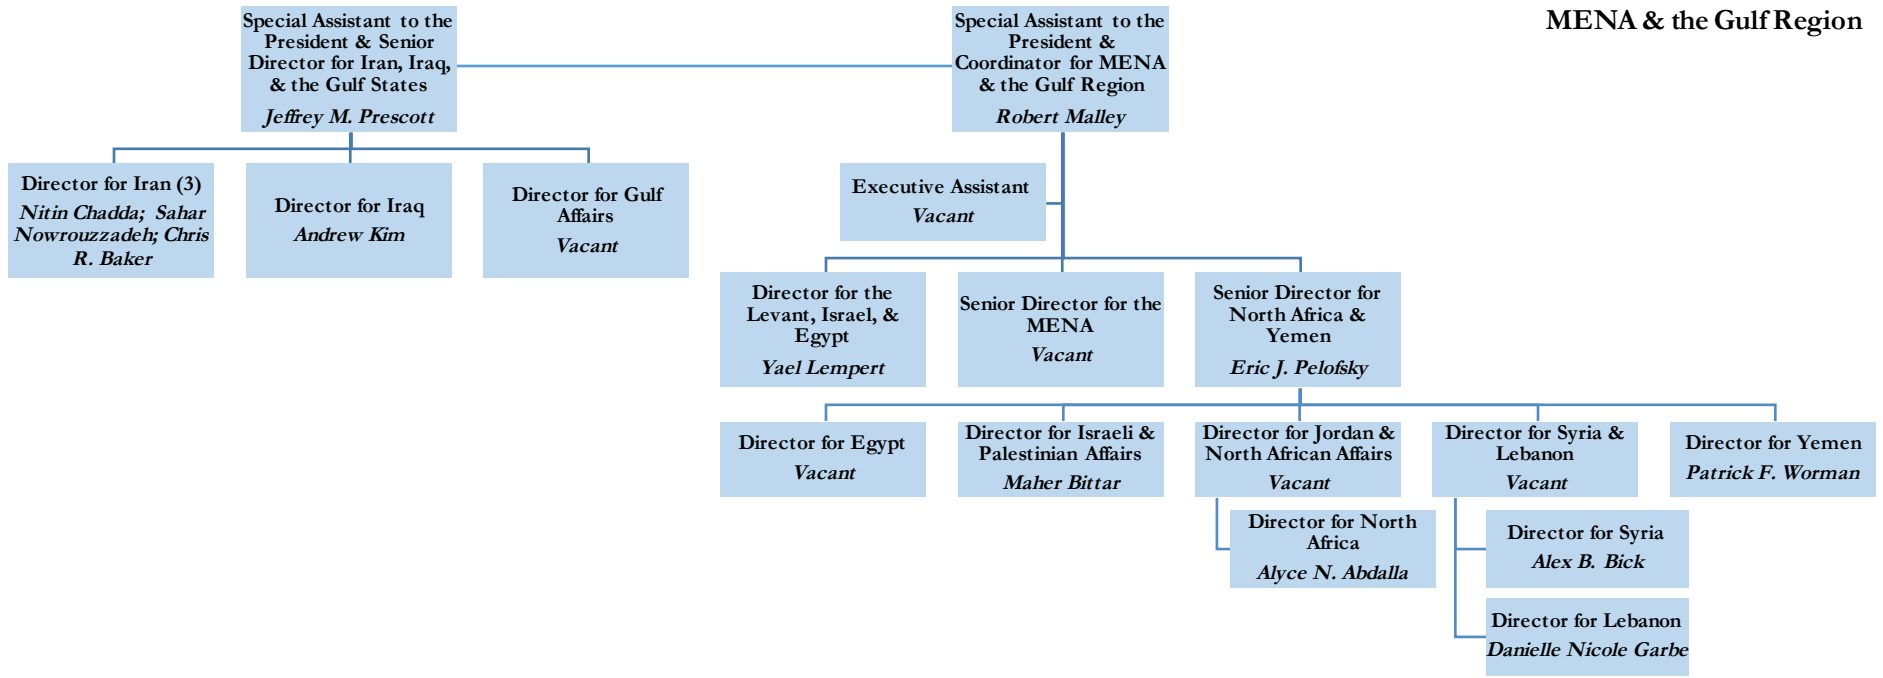 MENA & the Gulf Region
Special Assistant to the
President & Senior
Director for Iran, Iraq,
& the Gulf States
Jeffrey M. Prescott
Special Assistant to the
President &
Coordinator for MENA
& the Gulf Region
Robert Malley
Director for Iran (3)
Nitin Chadda; Sahar
Nowrouzzadeh; Chris
R. Baker
Director for Iraq
Andrew Kim
Director for Gulf
Affairs
Vacant
Executive Assistant
Vacant
Director for the
Levant, Israel, &
Egypt
Yael Lempert
Senior Director for the
MENA
Vacant
Senior Director for
North Africa &
Yemen
Eric J. Pelofsky
Director for Egypt
Vacant
Director for Israeli &
Palestinian Affairs
Maher Bittar
Director for Jordan &
North African Affairs
Vacant
Director for Syria &
Lebanon
Vacant
Director for Yemen
Patrick F. Worman
Director for North
Africa
Alyce N. Abdalla
Director for Syria
Alex B. Bick
Director for Lebanon
Danielle Nicole Garbe